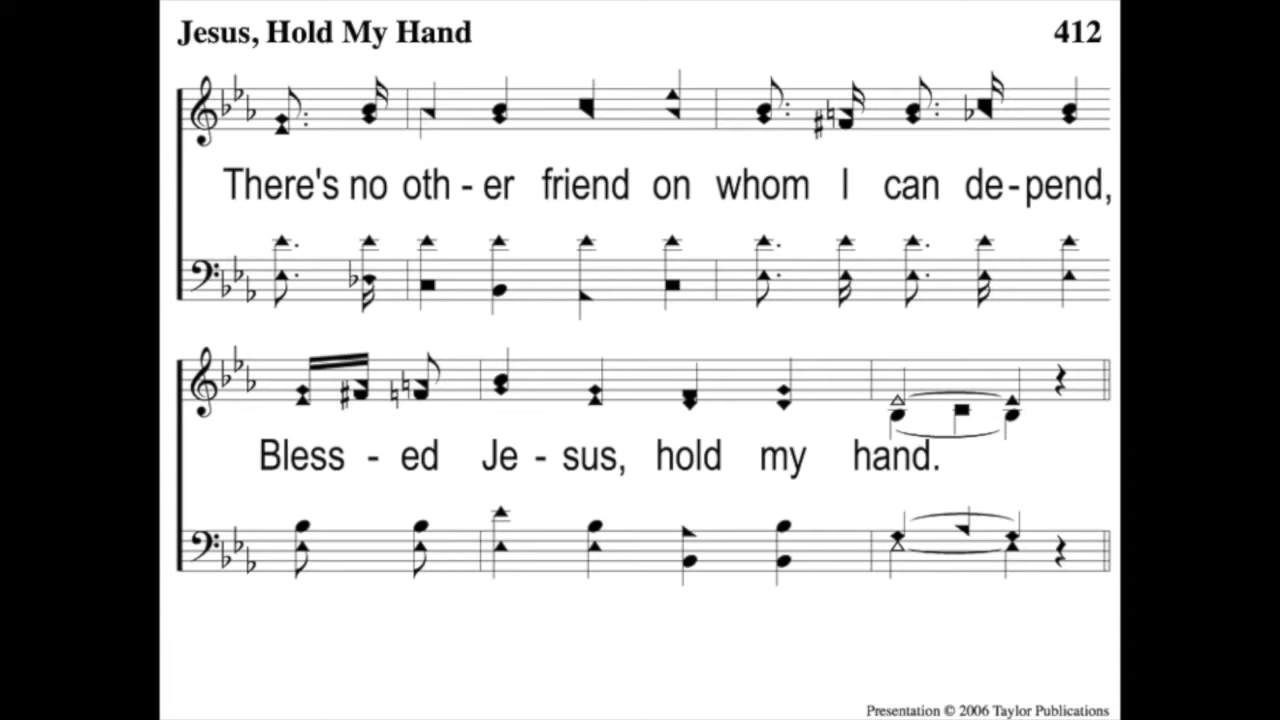 Jesus, Hold My Hand 412
There's no oth - er friend on whom I can de - pend,
Bless - ed Je - sus, hold my hand.
Presentation © 2006 Taylor Publications